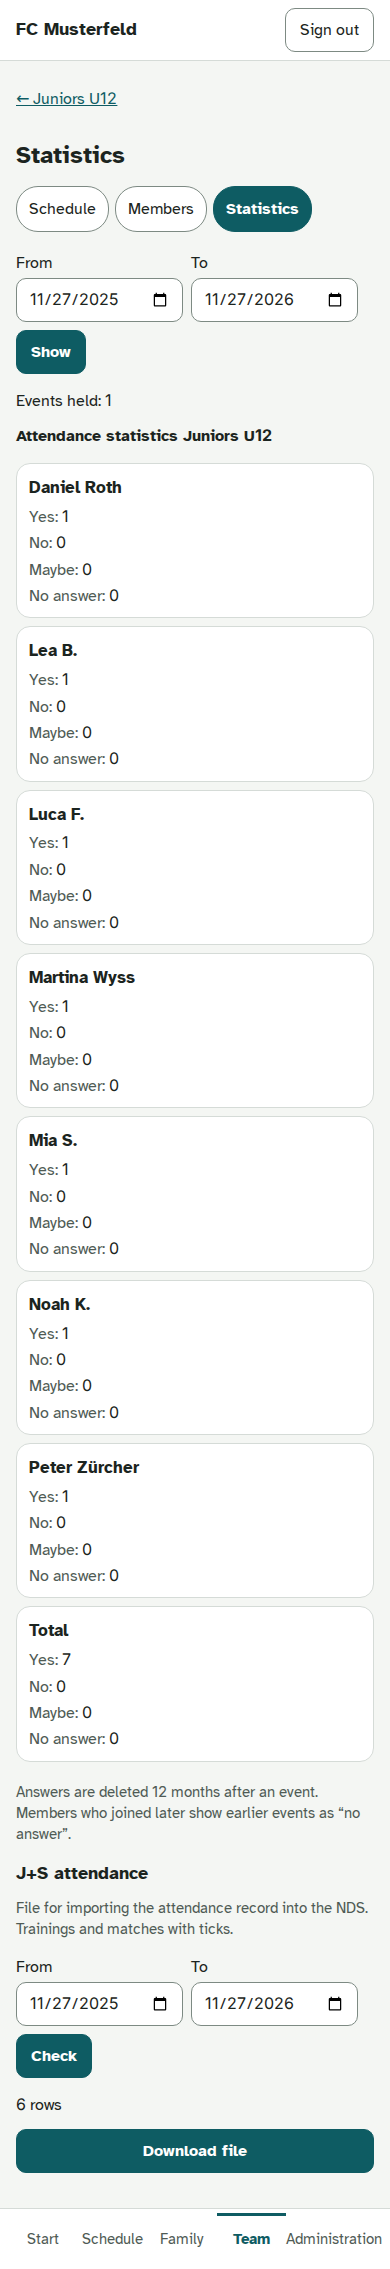 FC Musterfeld
Sign out
← Juniors U12
Statistics
Schedule
Members
Statistics
From
To
11/27/2025
11/27/2026
Show
Events held: 1
Attendance statistics Juniors U12
Daniel Roth
Yes: 1
No: 0
Maybe: 0
No answer: 0
Lea B.
Yes: 1
No: 0
Maybe: 0
No answer: 0
Luca F.
Yes: 1
No: 0
Maybe: 0
No answer: 0
Martina Wyss
Yes: 1
No: 0
Maybe: 0
No answer: 0
Mia S.
Yes: 1
No: 0
Maybe: 0
No answer: 0
Noah K.
Yes: 1
No: 0
Maybe: 0
No answer: 0
Peter Zürcher
Yes: 1
No: 0
Maybe: 0
No answer: 0
Total
Yes: 7
No: 0
Maybe: 0
No answer: 0
Answers are deleted 12 months after an event.
Members who joined later show earlier events as “no
answer”.
J+S attendance
File for importing the attendance record into the NDS.
Trainings and matches with ticks.
From
To
11/27/2025
11/27/2026
Check
6 rows
Download file
Start
Schedule
Family
Team
Administration